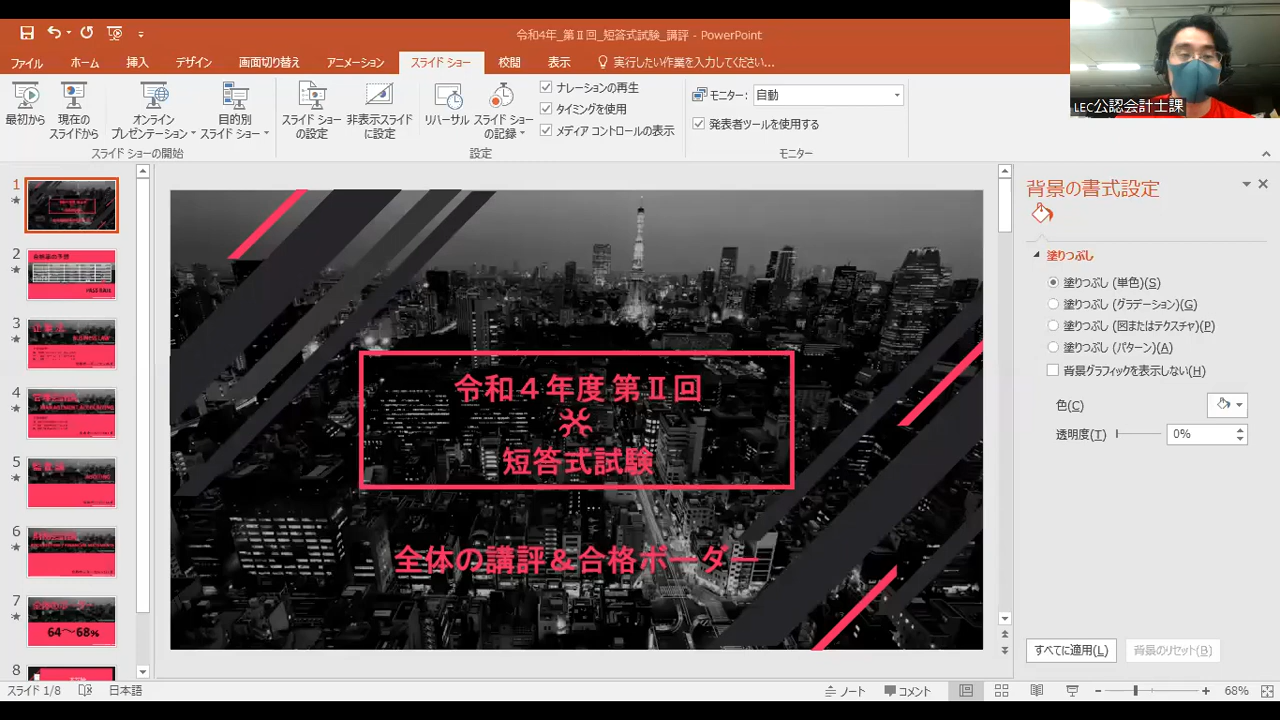 令和4年_第Ⅱ回_短答式試験_講評 - PowerPoint
LEC公認会計士課
ファイル
ホーム
挿入
デザイン
画面切り替え
アニメーション
スライド ショー
校閲
表示
実行したい作業を入力してください...
最初から
現在の
スライドから
オンライン
プレゼンテーション
目的別
スライド ショー
スライド ショー
の設定
非表示スライド
に設定
リハーサル
スライド ショー
の記録
ナレーションの再生
タイミングを使用
メディア コントロールの表示
モニター:
自動
発表者ツールを使用する
スライド ショーの開始
設定
モニター
1
2
3
4
5
6
7
64~68%
8
令和４年度 第Ⅱ回
※
短答式試験
全体の講評&合格ボーダー
背景の書式設定
塗りつぶし
塗りつぶし (単色)(S)
塗りつぶし (グラデーション)(G)
塗りつぶし (図またはテクスチャ)(P)
塗りつぶし (パターン)(A)
背景グラフィックを表示しない(H)
色(C)
透明度(T)
0%
すべてに適用(L)
背景のリセット(B)
スライド 1/8
日本語
ノート
コメント
68%